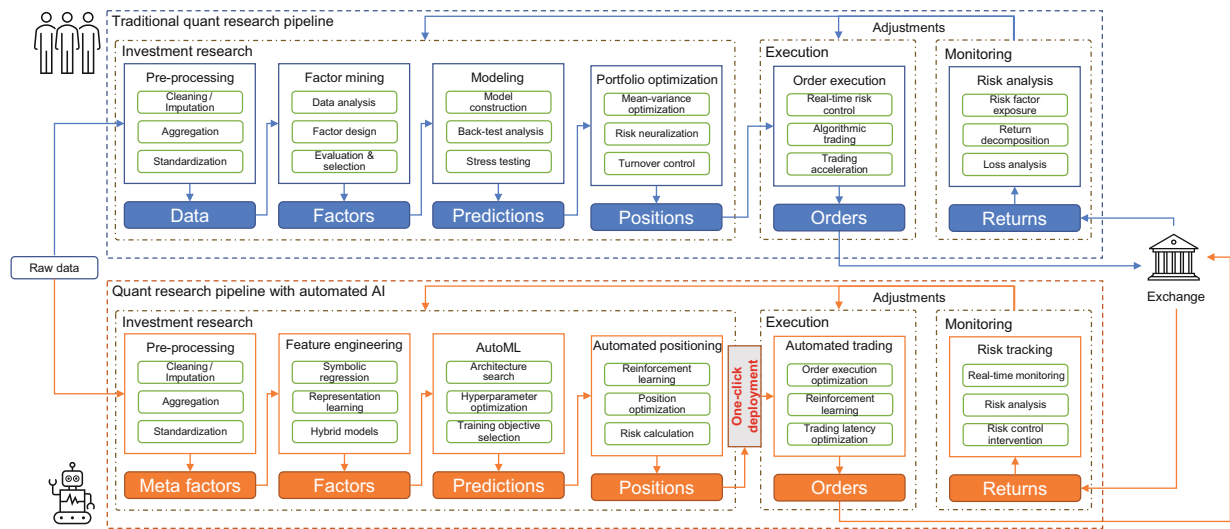 Traditional quant research pipeline
Adjustments
Investment research
Execution
Monitoring
Pre-processing
Cleaning /
Imputation
Aggregation
Standardization
Data
Factor mining
Data analysis
Factor design
Evaluation &
selection
Factors
Modeling
Model
construction
Back-test analysis
Stress testing
Predictions
Portfolio optimization
Mean-variance
optimization
Risk neuralization
Turnover control
Positions
Order execution
Real-time risk
control
Algorithmic
trading
Trading
acceleration
Orders
Risk analysis
Risk factor
exposure
Return
decomposition
Loss analysis
Returns
Raw data
Exchange
Quant research pipeline with automated AI
Adjustments
Investment research
Execution
Monitoring
Pre-processing
Cleaning /
Imputation
Aggregation
Standardization
Meta factors
Feature engineering
Symbolic
regression
Representation
learning
Hybrid models
Factors
AutoML
Architecture
search
Hyperparameter
optimization
Training objective
selection
Predictions
Automated positioning
Reinforcement
learning
Position
optimization
Risk calculation
Positions
One-click
deployment
Automated trading
Order execution
optimization
Reinforcement
learning
Trading latency
optimization
Orders
Risk tracking
Real-time monitoring
Risk analysis
Risk control
intervention
Returns